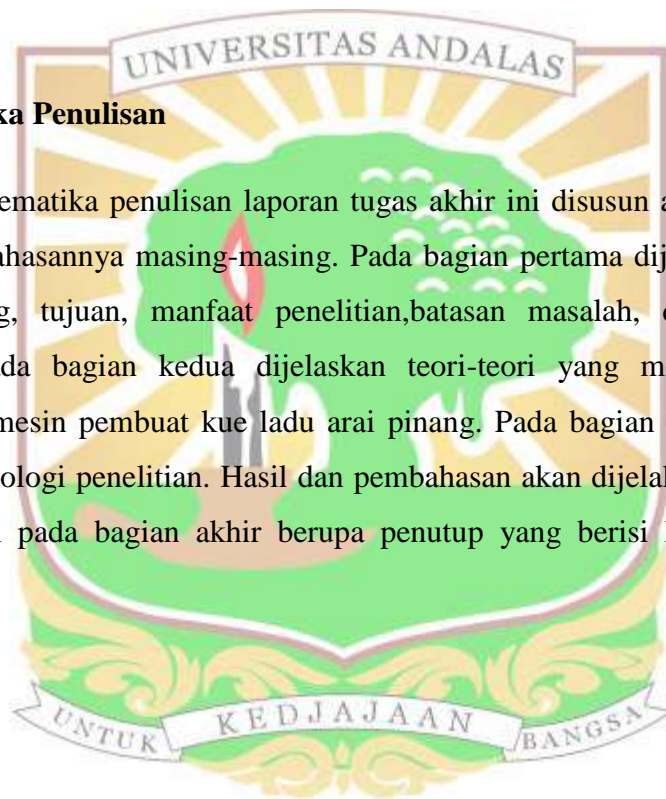 UNIVERSITAS ANDALAS
ka Penulisan
ematika penulisan laporan tugas akhir ini disusun a
ahasannya masing-masing. Pada bagian pertama dij
g, tujuan, manfaat penelitian,batasan masalah,
da bagian kedua dijelaskan teori-teori yang m
mesin pembuat kue ladu arai pinang. Pada bagian
ologi penelitian. Hasil dan pembahasan akan dijela
pada bagian akhir berupa penutup yang berisi
UNTUK KEDJAJAAN BANGSA